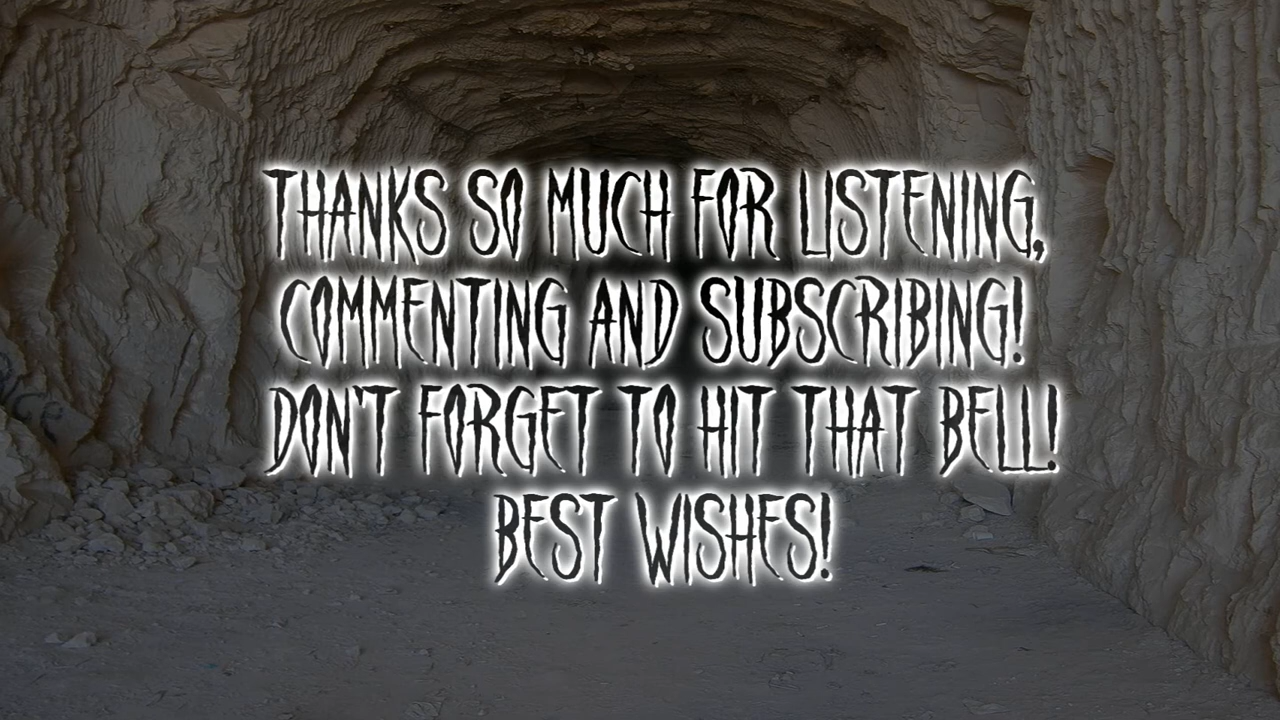 THANKS SO MUCH FOR LISTENING,
COMMENTING AND SUBSCRIBING!
DON'T FORGET TO HIT THAT BELL!
BEST WISHES!